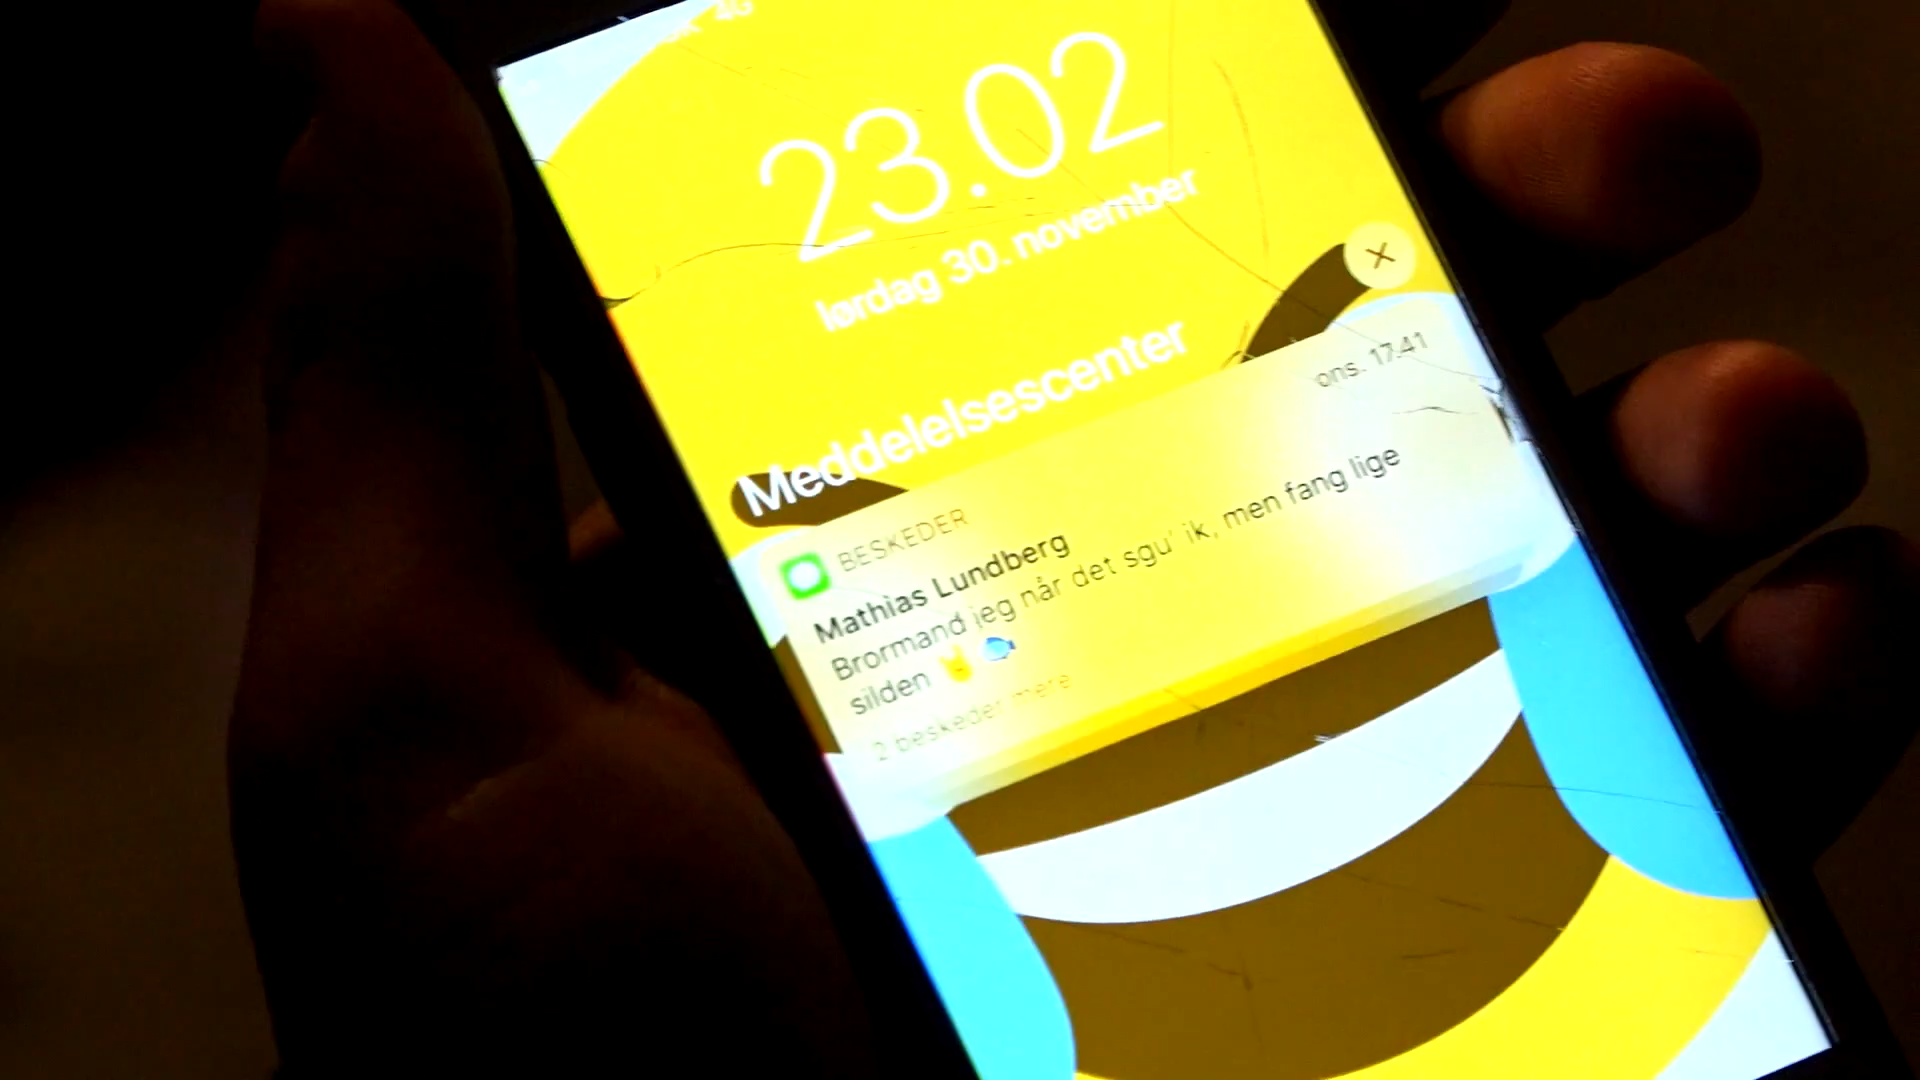 4G
23.02
lørdag 30. november
Meddelelsescenter
BESKEDER
ons. 17.41
Mathias Lundberg
Brormand jeg når det sgu' ik, men fang lige
silden 🤘 🐟
2 beskeder mere